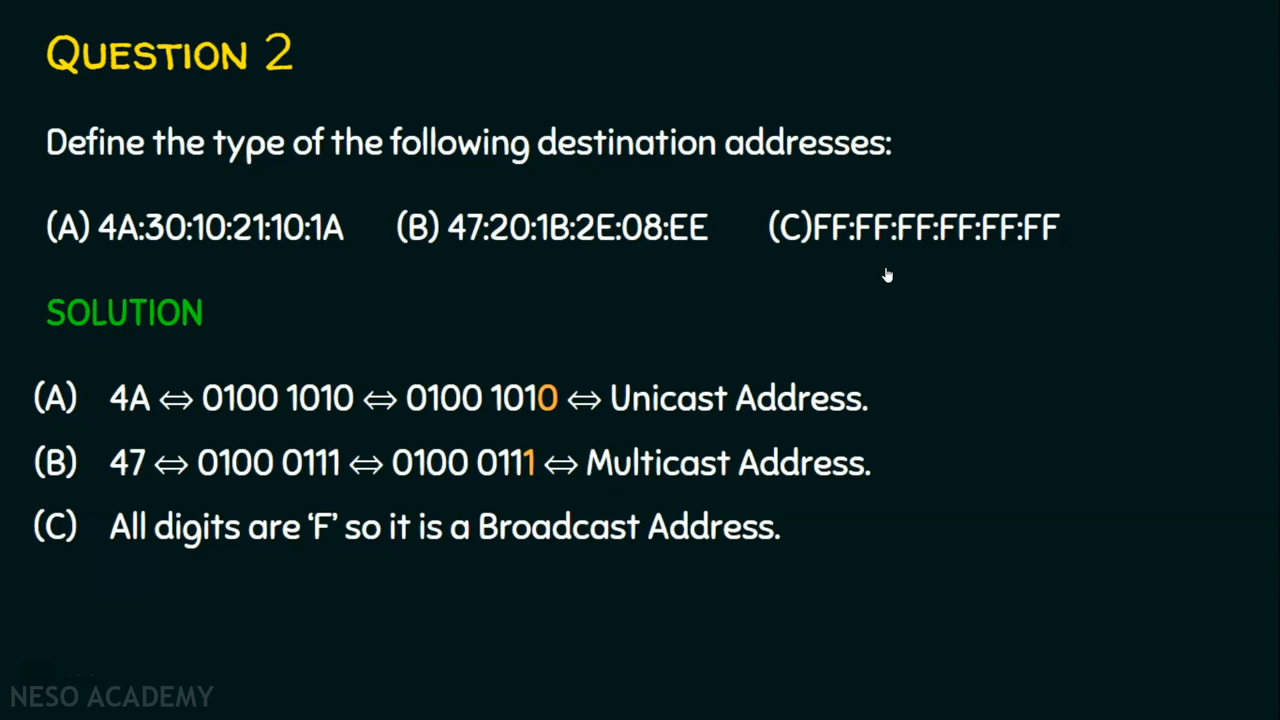 QUESTION 2
Define the type of the following destination addresses:
(A) 4A:30:10:21:10:1A (B) 47:20:1B:2E:08:EE (C)FF:FF:FF:FF:FF:FF
SOLUTION
(A) 4A ⇔ 0100 1010 ⇔ 0100 1010 ⇔ Unicast Address.
(B) 47 ⇔ 0100 0111 ⇔ 0100 0111 ⇔ Multicast Address.
(C) All digits are ‘F’ so it is a Broadcast Address.
NESO ACADEMY